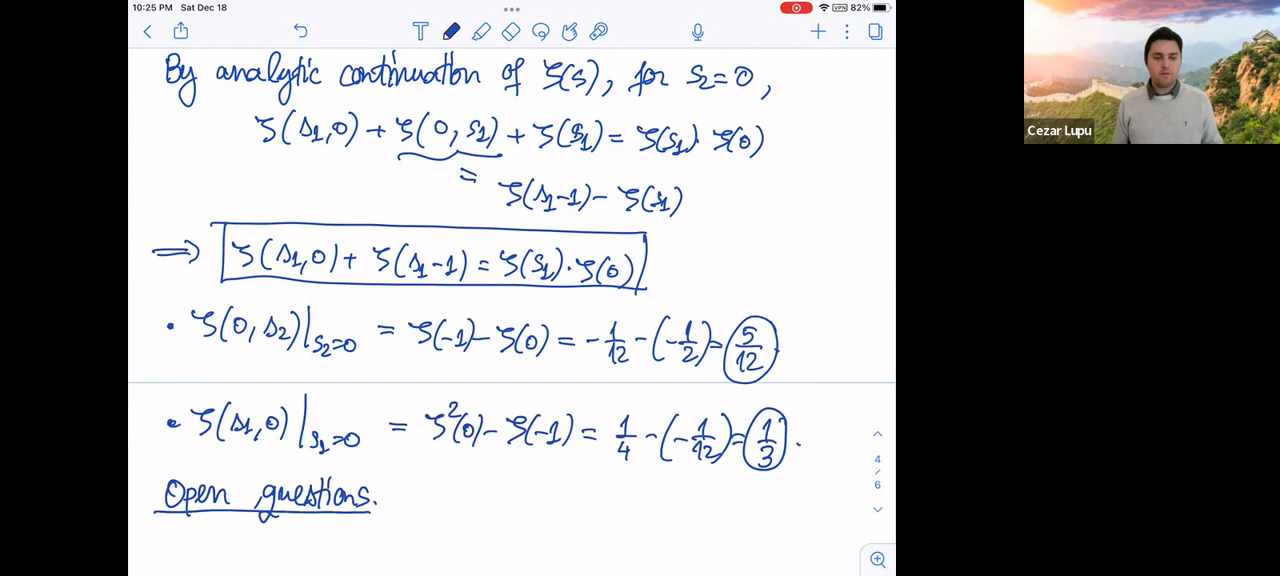 10:25 PM Sat Dec 18
VPN 82%
T
By analytic continuation of ζ(s), for s₂=0,
ζ(s₁,0) + ζ(0,s₁) + ζ(s₁) = ζ(s₁)·ζ(0)
= ζ(s₁-1) - ζ(s₁)
⟹ ζ(s₁,0) + ζ(s₁-1) = ζ(s₁)·ζ(0)
• ζ(0,s₂)|s₂=0 = ζ(-1) - ζ(0) = -1/12 - (-1/2) = 5/12
• ζ(s₁,0)|s₁=0 = ζ²(0) - ζ(-1) = 1/4 - (-1/12) = 1/3.
Open questions.
4
/
6
Cezar Lupu